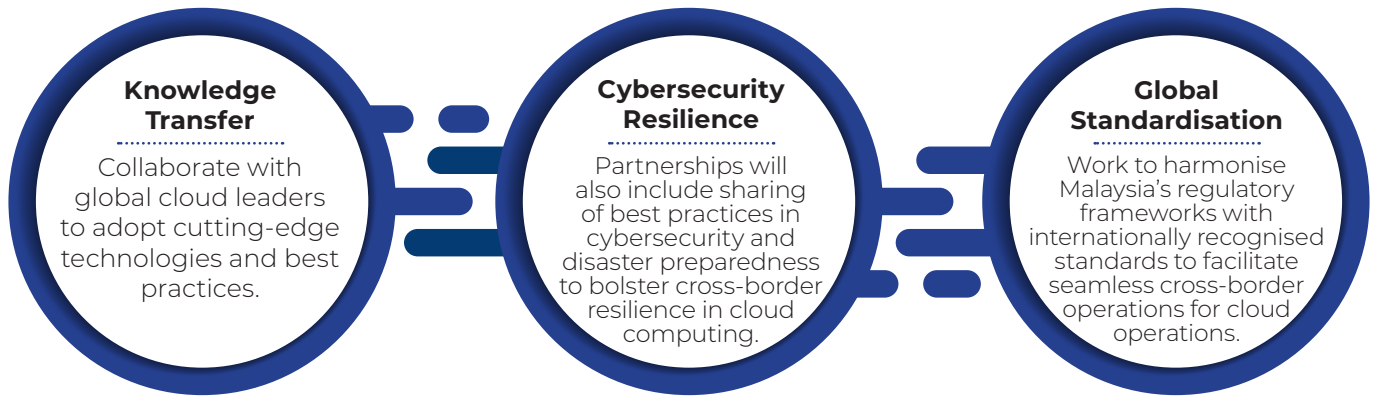 Knowledge
Transfer
Collaborate with
global cloud leaders
to adopt cutting-edge
technologies and best
practices.
Cybersecurity
Resilience
Partnerships will
also include sharing
of best practices in
cybersecurity and
disaster preparedness
to bolster cross-border
resilience in cloud
computing.
Global
Standardisation
Work to harmonise
Malaysia’s regulatory
frameworks with
internationally recognised
standards to facilitate
seamless cross-border
operations for cloud
operations.